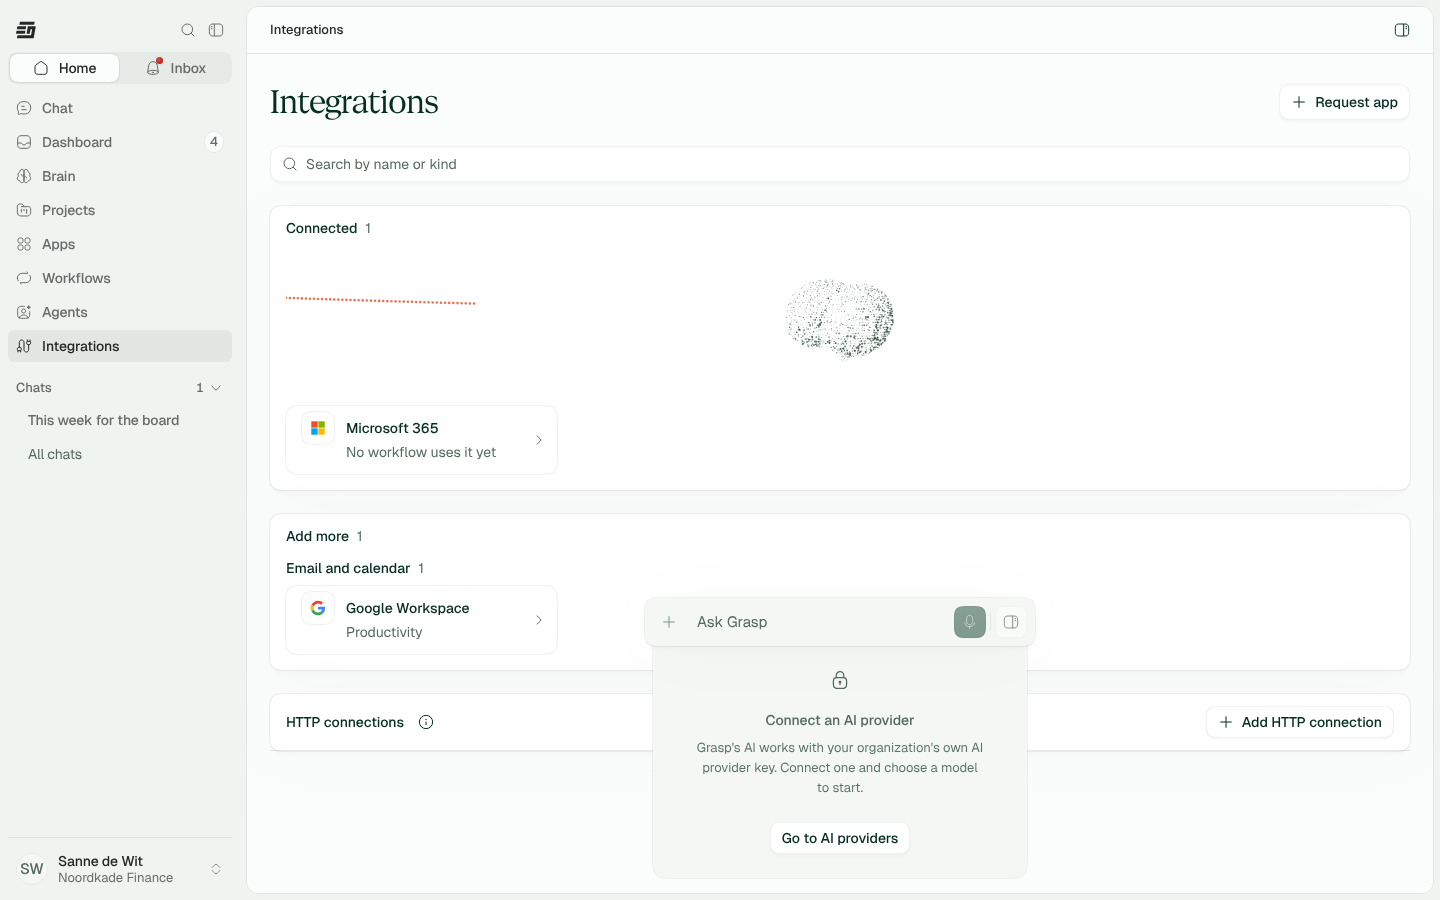 Home
Inbox
Chat
Dashboard 4
Brain
Projects
Apps
Workflows
Agents
Integrations
Chats 1
This week for the board
All chats
SW
Sanne de Wit
Noordkade Finance
Integrations
Integrations
Request app
Search by name or kind
Connected 1
Microsoft 365
No workflow uses it yet
Add more 1
Email and calendar 1
Google Workspace
Productivity
HTTP connections
Add HTTP connection
Ask Grasp
Connect an AI provider
Grasp's AI works with your organization's own AI
provider key. Connect one and choose a model
to start.
Go to AI providers